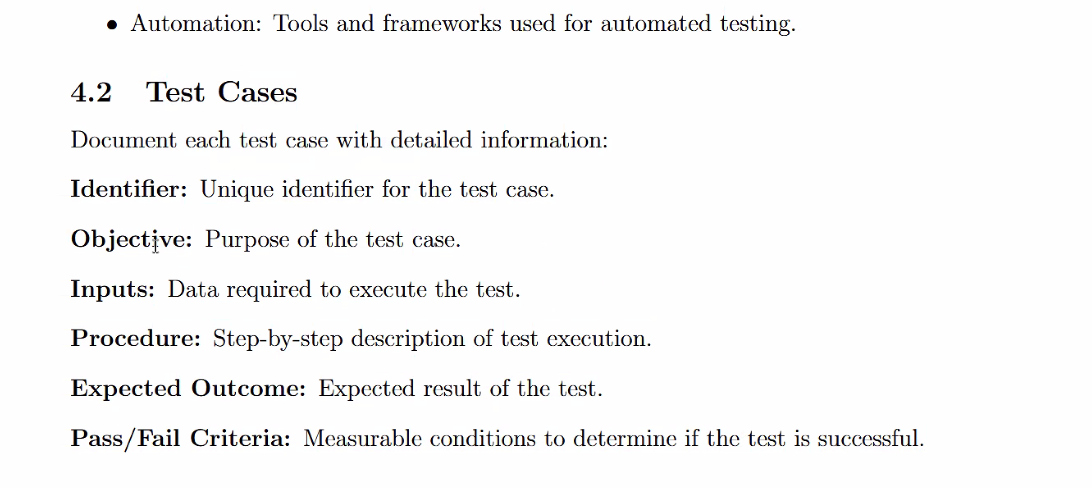 • Automation: Tools and frameworks used for automated testing.
4.2 Test Cases
Document each test case with detailed information:
Identifier: Unique identifier for the test case.
Objective: Purpose of the test case.
Inputs: Data required to execute the test.
Procedure: Step-by-step description of test execution.
Expected Outcome: Expected result of the test.
Pass/Fail Criteria: Measurable conditions to determine if the test is successful.